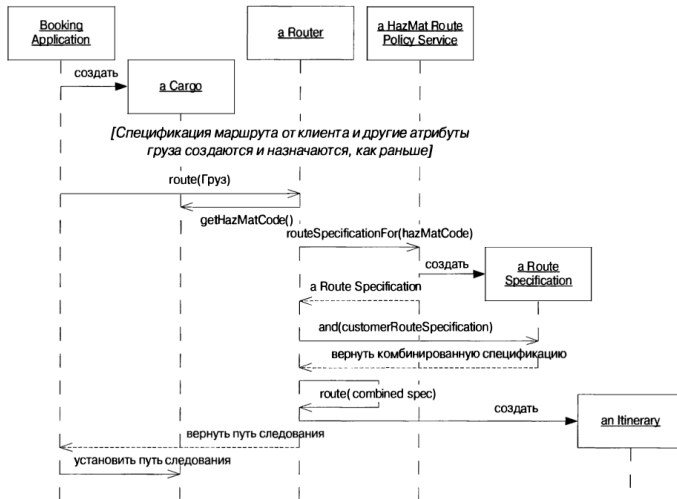 Booking
Application
a Router
a HazMat Route
Policy Service
создать
a Cargo
[Спецификация маршрута от клиента и другие атрибуты
груза создаются и назначаются, как раньше]
route(Груз)
getHazMatCode()
routeSpecificationFor(hazMatCode)
создать
a Route
Specification
a Route Specification
and(customerRouteSpecification)
вернуть комбинированную спецификацию
route( combined spec)
создать
an Itinerary
вернуть путь следования
установить путь следования